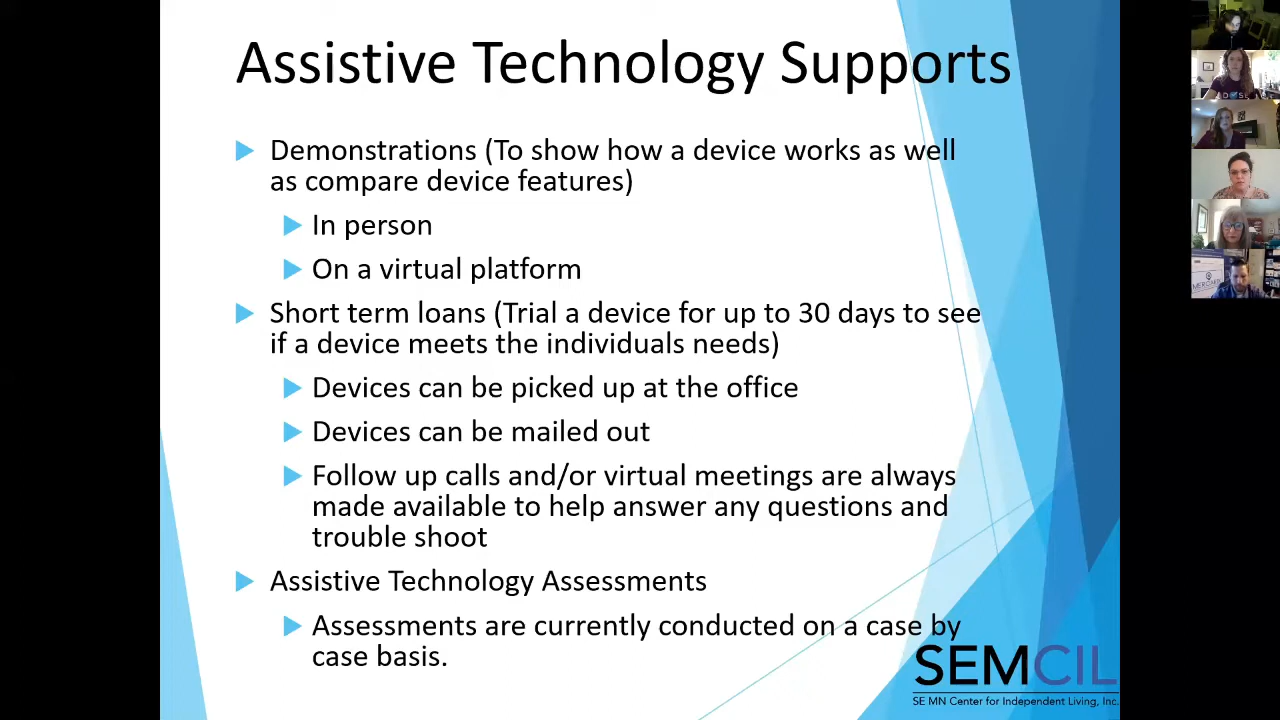 Assistive Technology Supports
Demonstrations (To show how a device works as well
as compare device features)
In person
On a virtual platform
Short term loans (Trial a device for up to 30 days to see
if a device meets the individuals needs)
Devices can be picked up at the office
Devices can be mailed out
Follow up calls and/or virtual meetings are always
made available to help answer any questions and
trouble shoot
Assistive Technology Assessments
Assessments are currently conducted on a case by
case basis.
SEMCIL
SE MN Center for Independent Living, Inc.